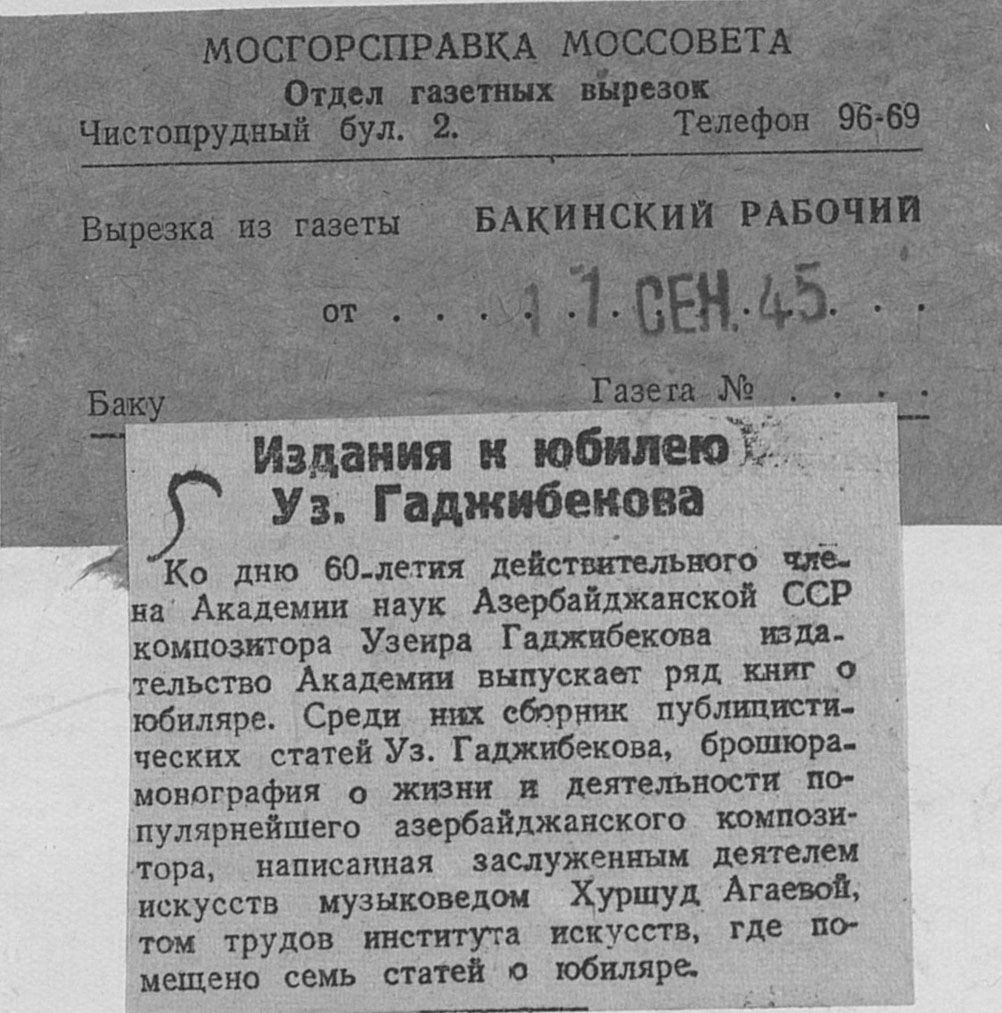 МОСГОРСПРАВКА МОССОВЕТА
Отдел газетных вырезок
Чистопрудный бул. 2. Телефон 96-69
Вырезка из газеты БАКИНСКИЙ РАБОЧИЙ
от . . . . 1 . 7 . СЕН. 45 . . .
Баку Газета № . . . .
Издания к юбилею
Уз. Гаджибекова
Ко дню 60-летия действительного чле-
на Академии наук Азербайджанской ССР
композитора Узеира Гаджибекова изда-
тельство Академии выпускает ряд книг о
юбиляре. Среди них сборник публицисти-
ческих статей Уз. Гаджибекова, брошюра-
монография о жизни и деятельности по-
пулярнейшего азербайджанского компози-
тора, написанная заслуженным деятелем
искусств музыковедом Хуршуд Агаевой,
том трудов института искусств, где по-
мещено семь статей о юбиляре.